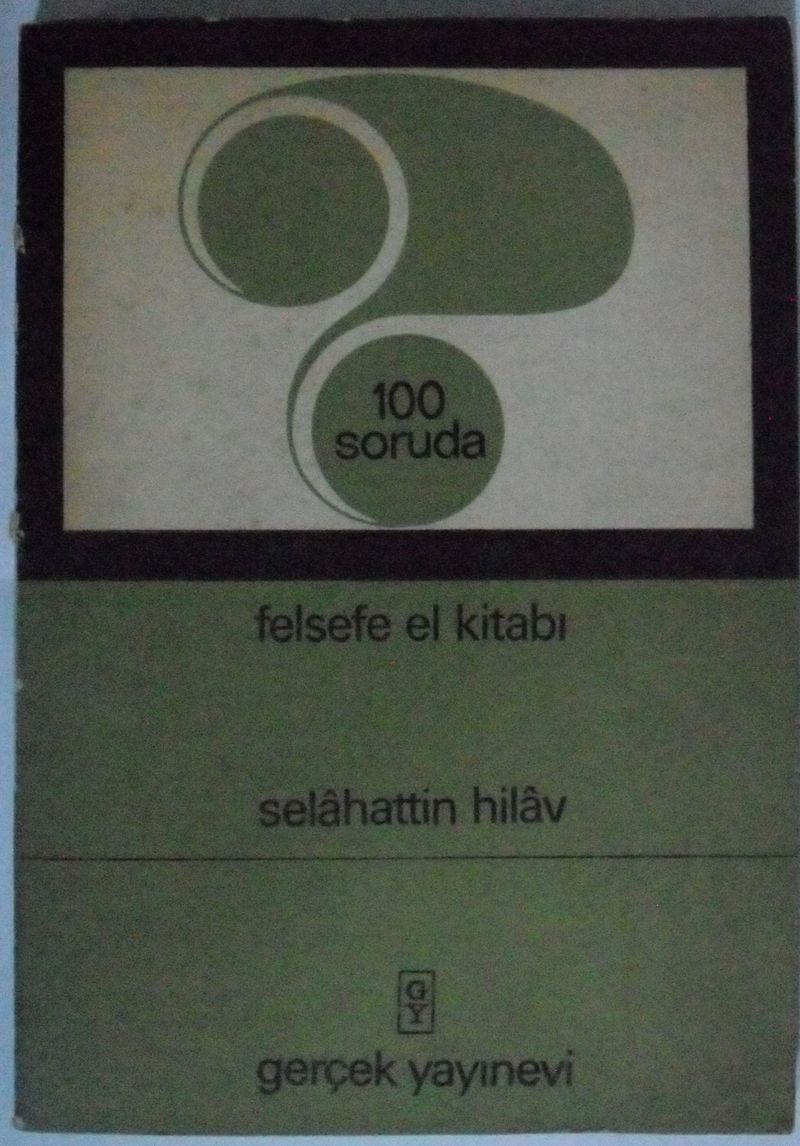 100
soruda
felsefe el kitabı
selâhattin hilâv
G
Y
gerçek yayınevi